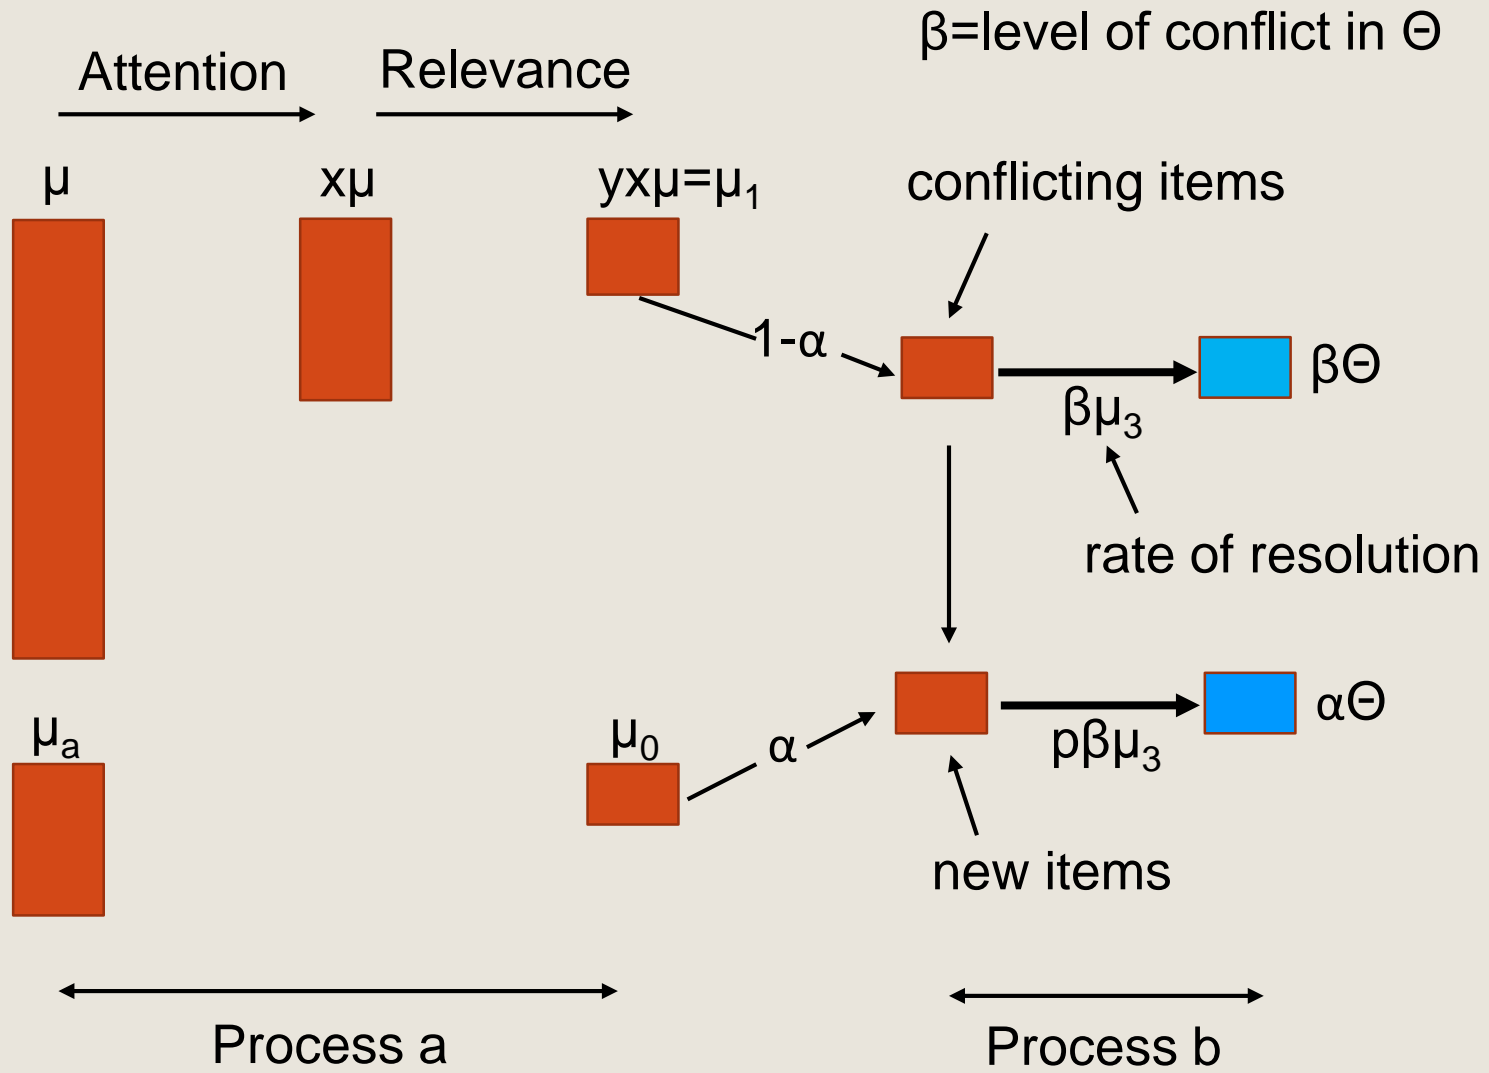 β=level of conflict in Θ
Attention
Relevance
μ
xμ
yxμ=μ₁
conflicting items
1-α
βΘ
βμ₃
rate of resolution
μₐ
μ₀
α
αΘ
pβμ₃
new items
Process a
Process b